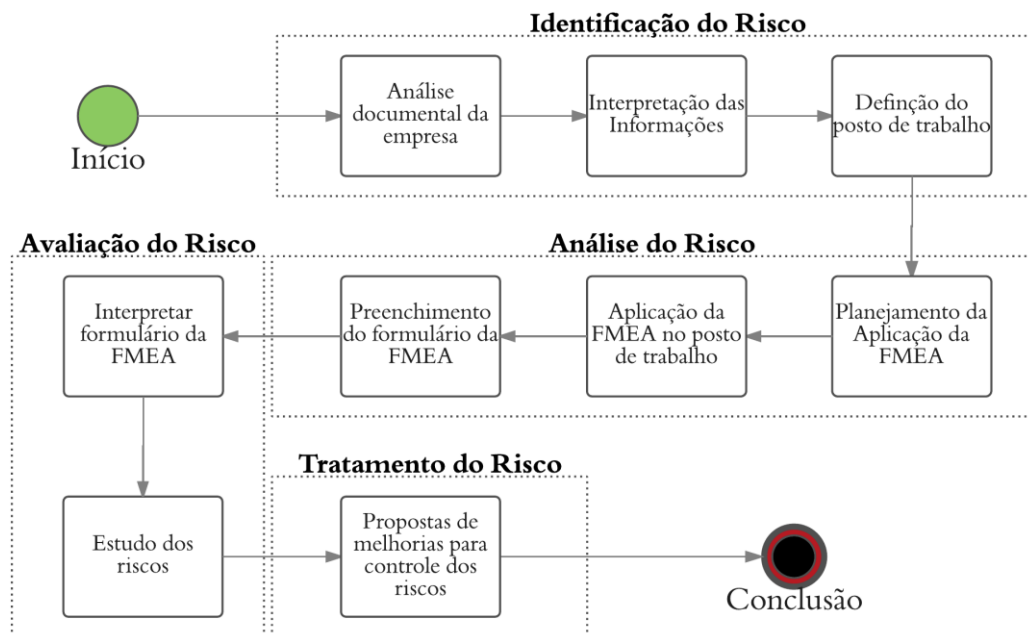 Identificação do Risco
Início
Análise
documental da
empresa
Interpretação das
Informações
Definção do
posto de trabalho
Análise do Risco
Planejamento da
Aplicação da
FMEA
Aplicação da
FMEA no posto
de trabalho
Preenchimento
do formulário da
FMEA
Avaliação do Risco
Interpretar
formulário da
FMEA
Estudo dos
riscos
Tratamento do Risco
Propostas de
melhorias para
controle dos
riscos
Conclusão